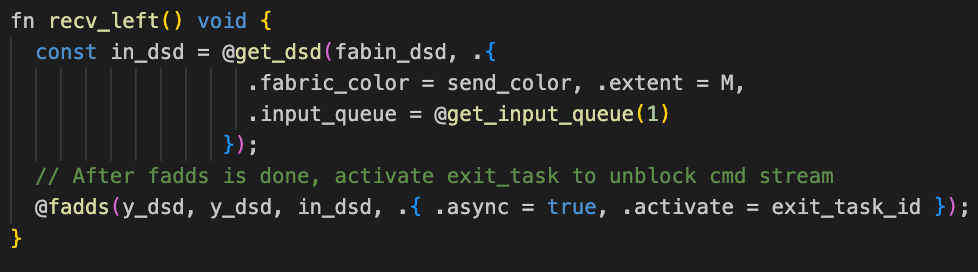 fn recv_left() void {
  const in_dsd = @get_dsd(fabin_dsd, .{
                   .fabric_color = send_color, .extent = M,
                   .input_queue = @get_input_queue(1)
                 });
  // After fadds is done, activate exit_task to unblock cmd stream
  @fadds(y_dsd, y_dsd, in_dsd, .{ .async = true, .activate = exit_task_id });
}